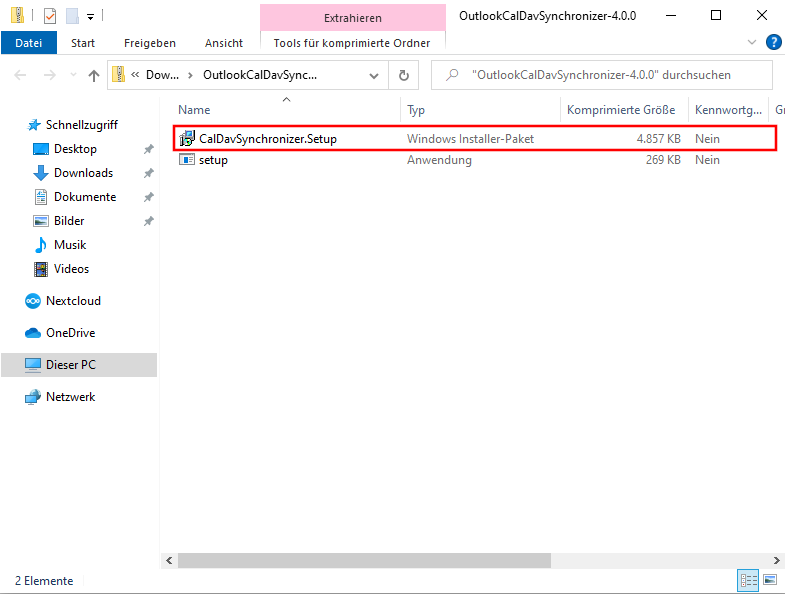 Extrahieren
OutlookCalDavSynchronizer-4.0.0
Datei
Start
Freigeben
Ansicht
Tools für komprimierte Ordner
?
«
Dow...
OutlookCalDavSync...
"OutlookCalDavSynchronizer-4.0.0" durchsuchen
Name
Typ
Komprimierte Größe
Kennwortg...
Gr
CalDavSynchronizer.Setup
Windows Installer-Paket
4.857 KB
Nein
setup
Anwendung
269 KB
Nein
Schnellzugriff
Desktop
Downloads
Dokumente
Bilder
Musik
Videos
Nextcloud
OneDrive
Dieser PC
Netzwerk
2 Elemente